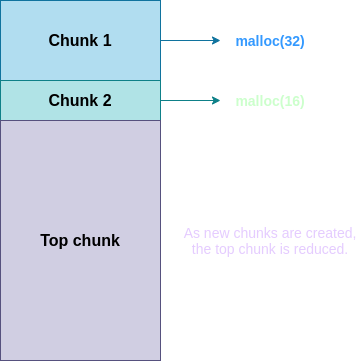 Chunk 1
malloc(32)
Chunk 2
malloc(16)
Top chunk
As new chunks are created,
the top chunk is reduced.